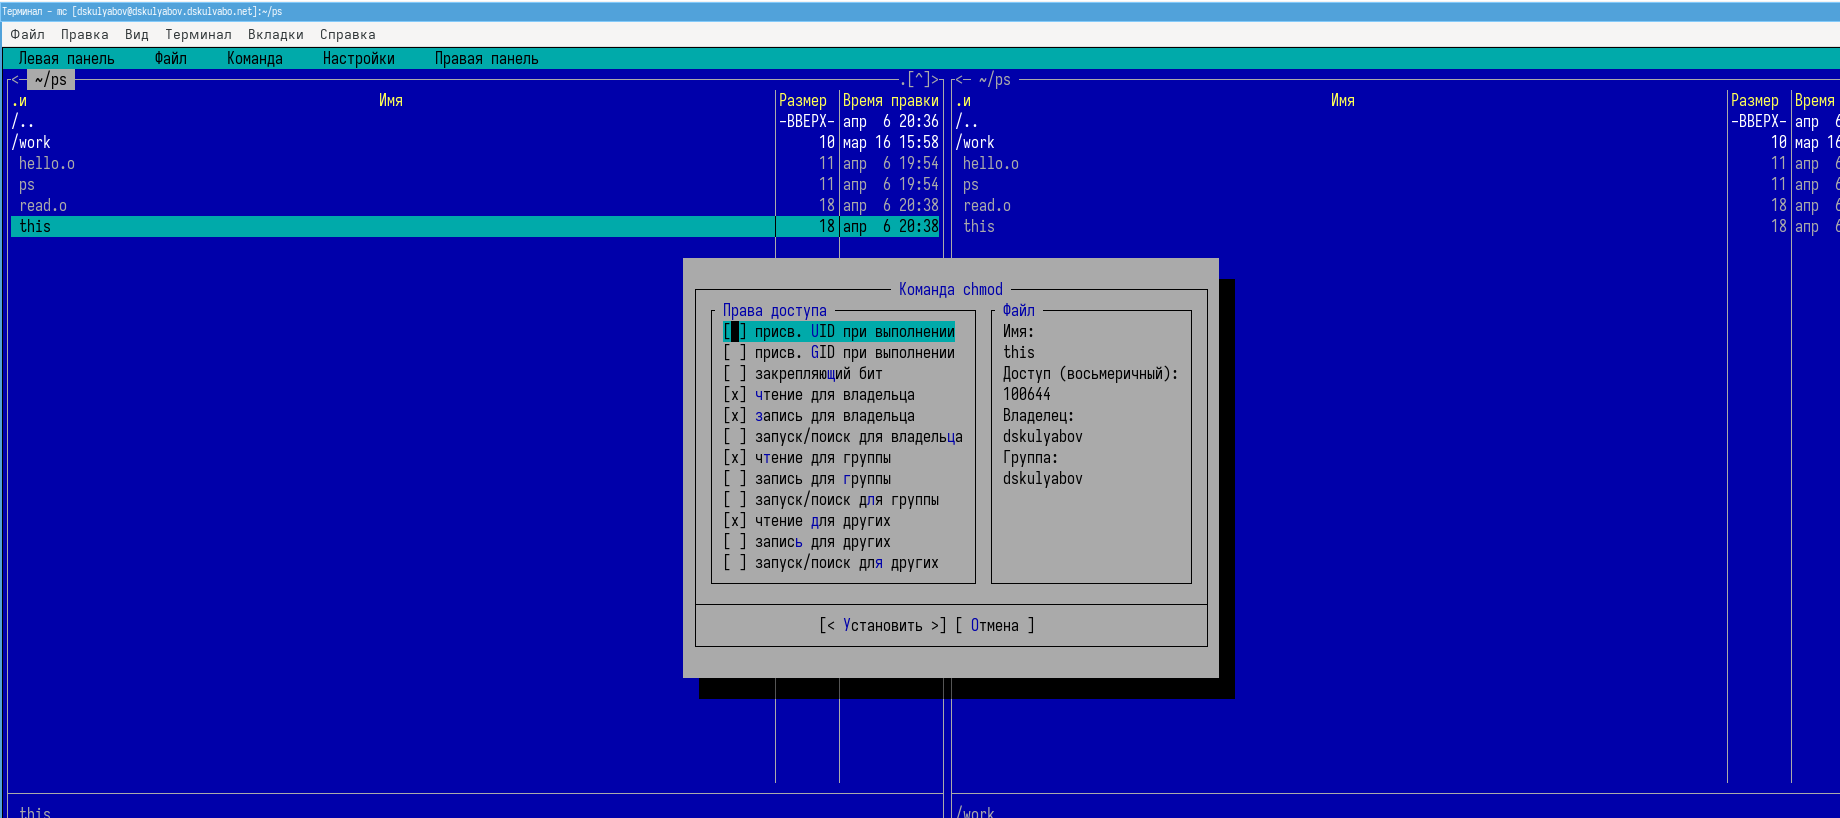 Терминал - mc [dskulyabov@dskulyabov.dskulvabo.net]:~/ps
Файл Правка Вид Терминал Вкладки Справка
Левая панель Файл Команда Настройки Правая панель
<- ~/ps .[^]> <- ~/ps
.и Имя Размер Время правки .и Имя Размер Время
/.. -ВВЕРХ- апр 6 20:36 /.. -ВВЕРХ- апр 6
/work 10 мар 16 15:58 /work 10 мар 16
hello.o 11 апр 6 19:54 hello.o 11 апр 6
ps 11 апр 6 19:54 ps 11 апр 6
read.o 18 апр 6 20:38 read.o 18 апр 6
this 18 апр 6 20:38 this 18 апр 6
Команда chmod
Права доступа
[ ] присв. UID при выполнении
[ ] присв. GID при выполнении
[ ] закрепляющий бит
[x] чтение для владельца
[x] запись для владельца
[ ] запуск/поиск для владельца
[x] чтение для группы
[ ] запись для группы
[ ] запуск/поиск для группы
[x] чтение для других
[ ] запись для других
[ ] запуск/поиск для других
Файл
Имя:
this
Доступ (восьмеричный):
100644
Владелец:
dskulyabov
Группа:
dskulyabov
[< Установить >] [ Отмена ]
this /work